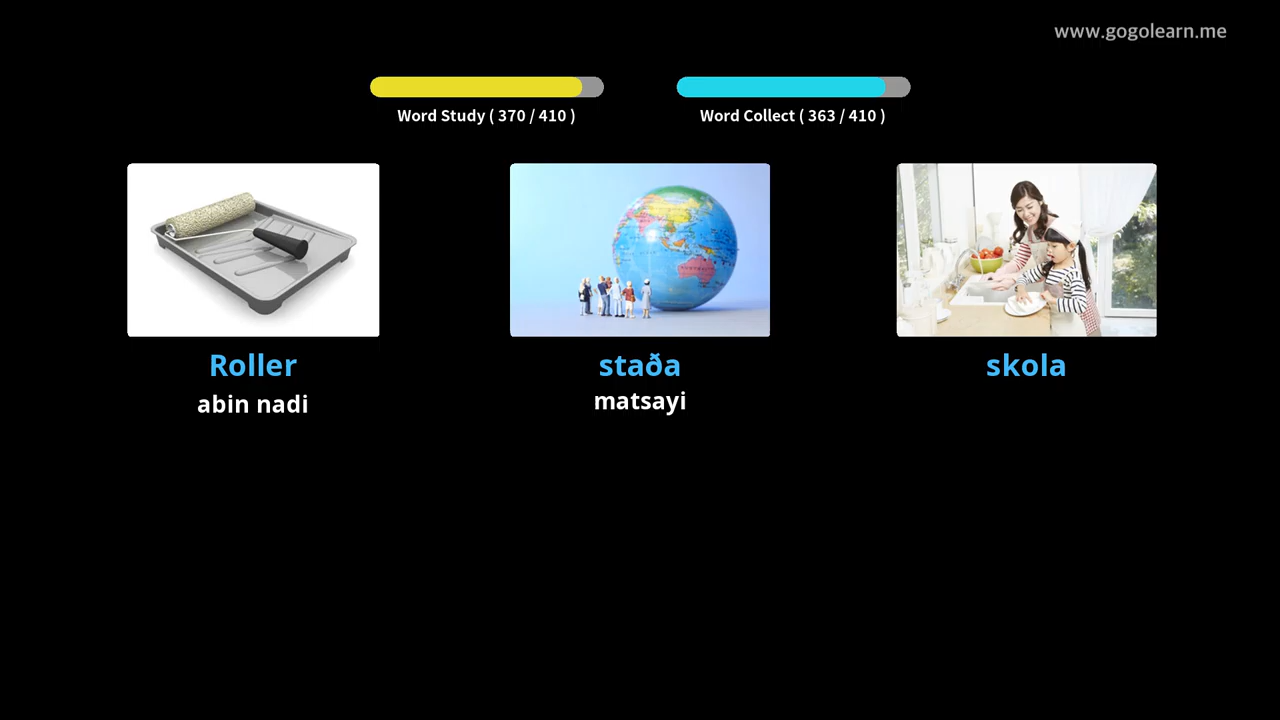 www.gogolearn.me
Word Study ( 370 / 410 )
Word Collect ( 363 / 410 )
Roller
abin nadi
staða
matsayi
skola